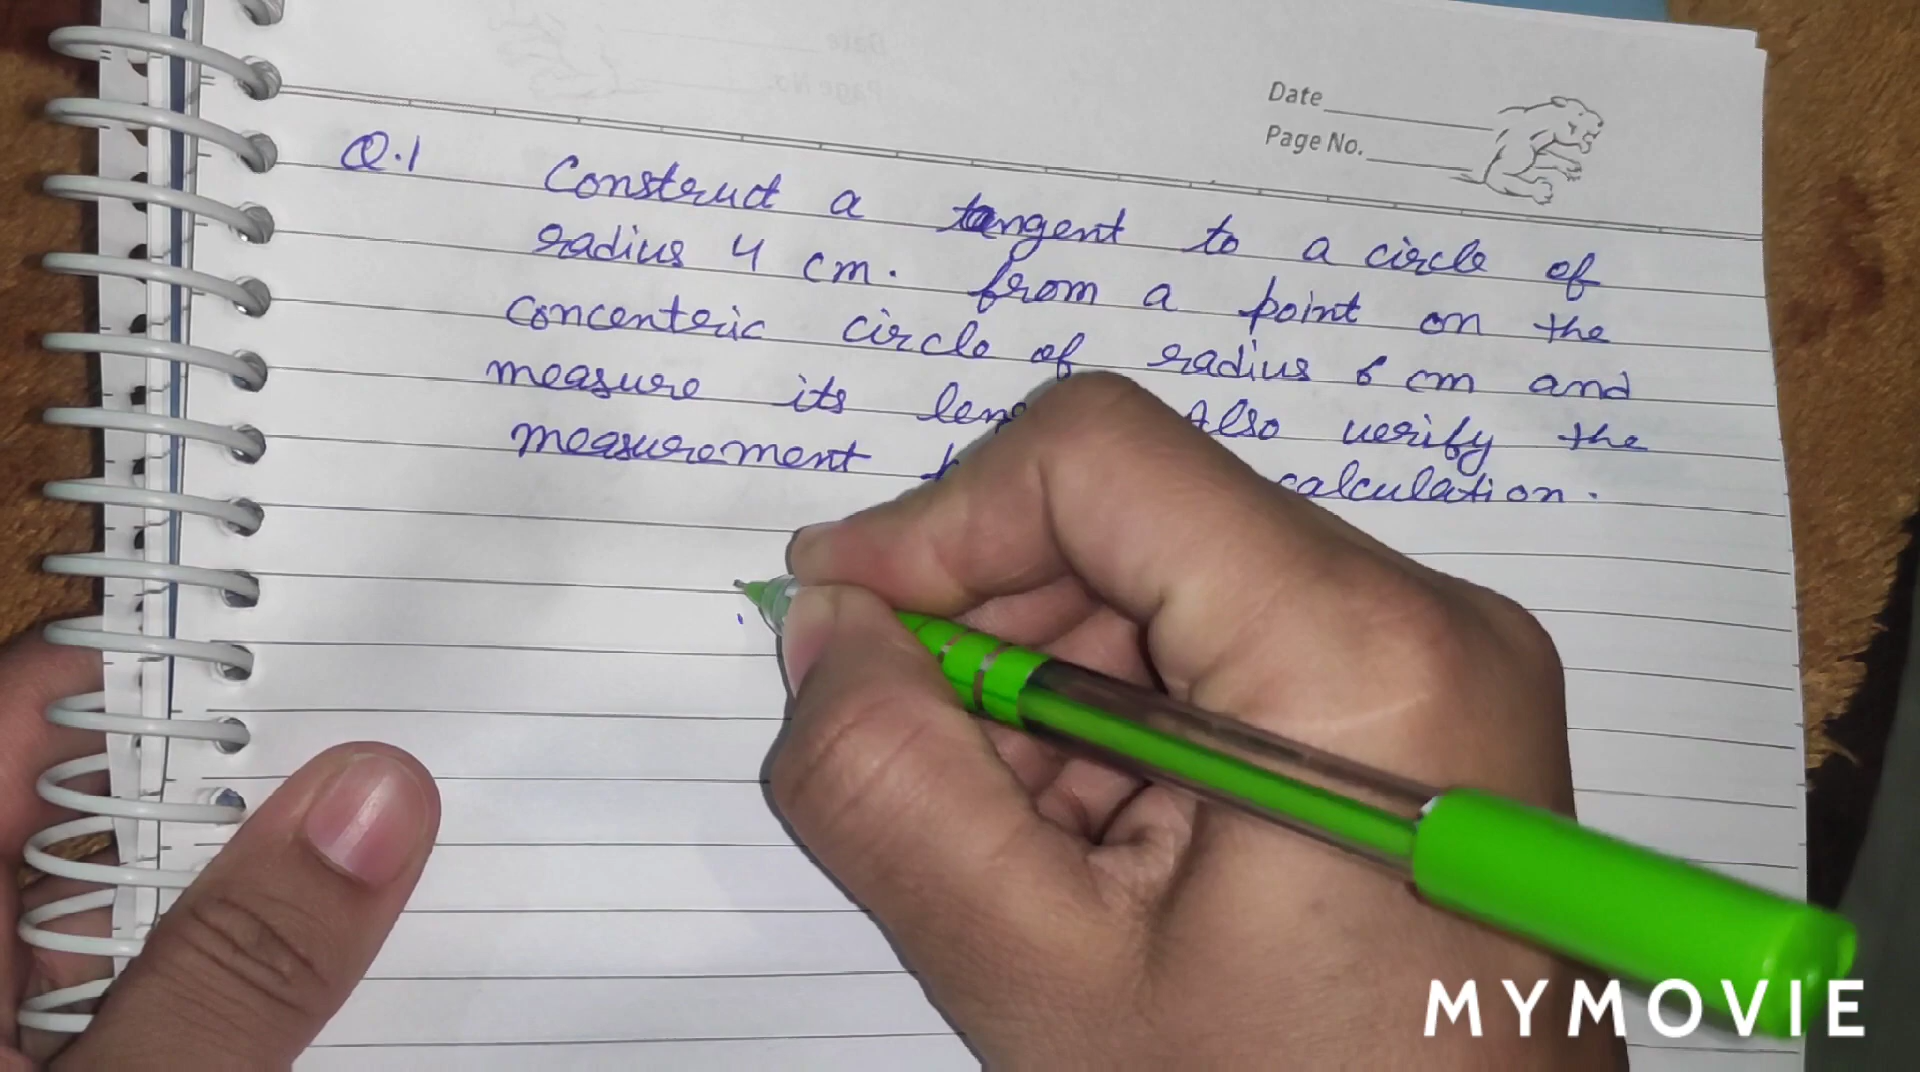 Date
Page No.
Q.1 Construct a tangent to a circle of
radius 4 cm. from a point on the
concentric circle of radius 6 cm and
measure its Also verify the
measurement calculation.
MYMOVIE